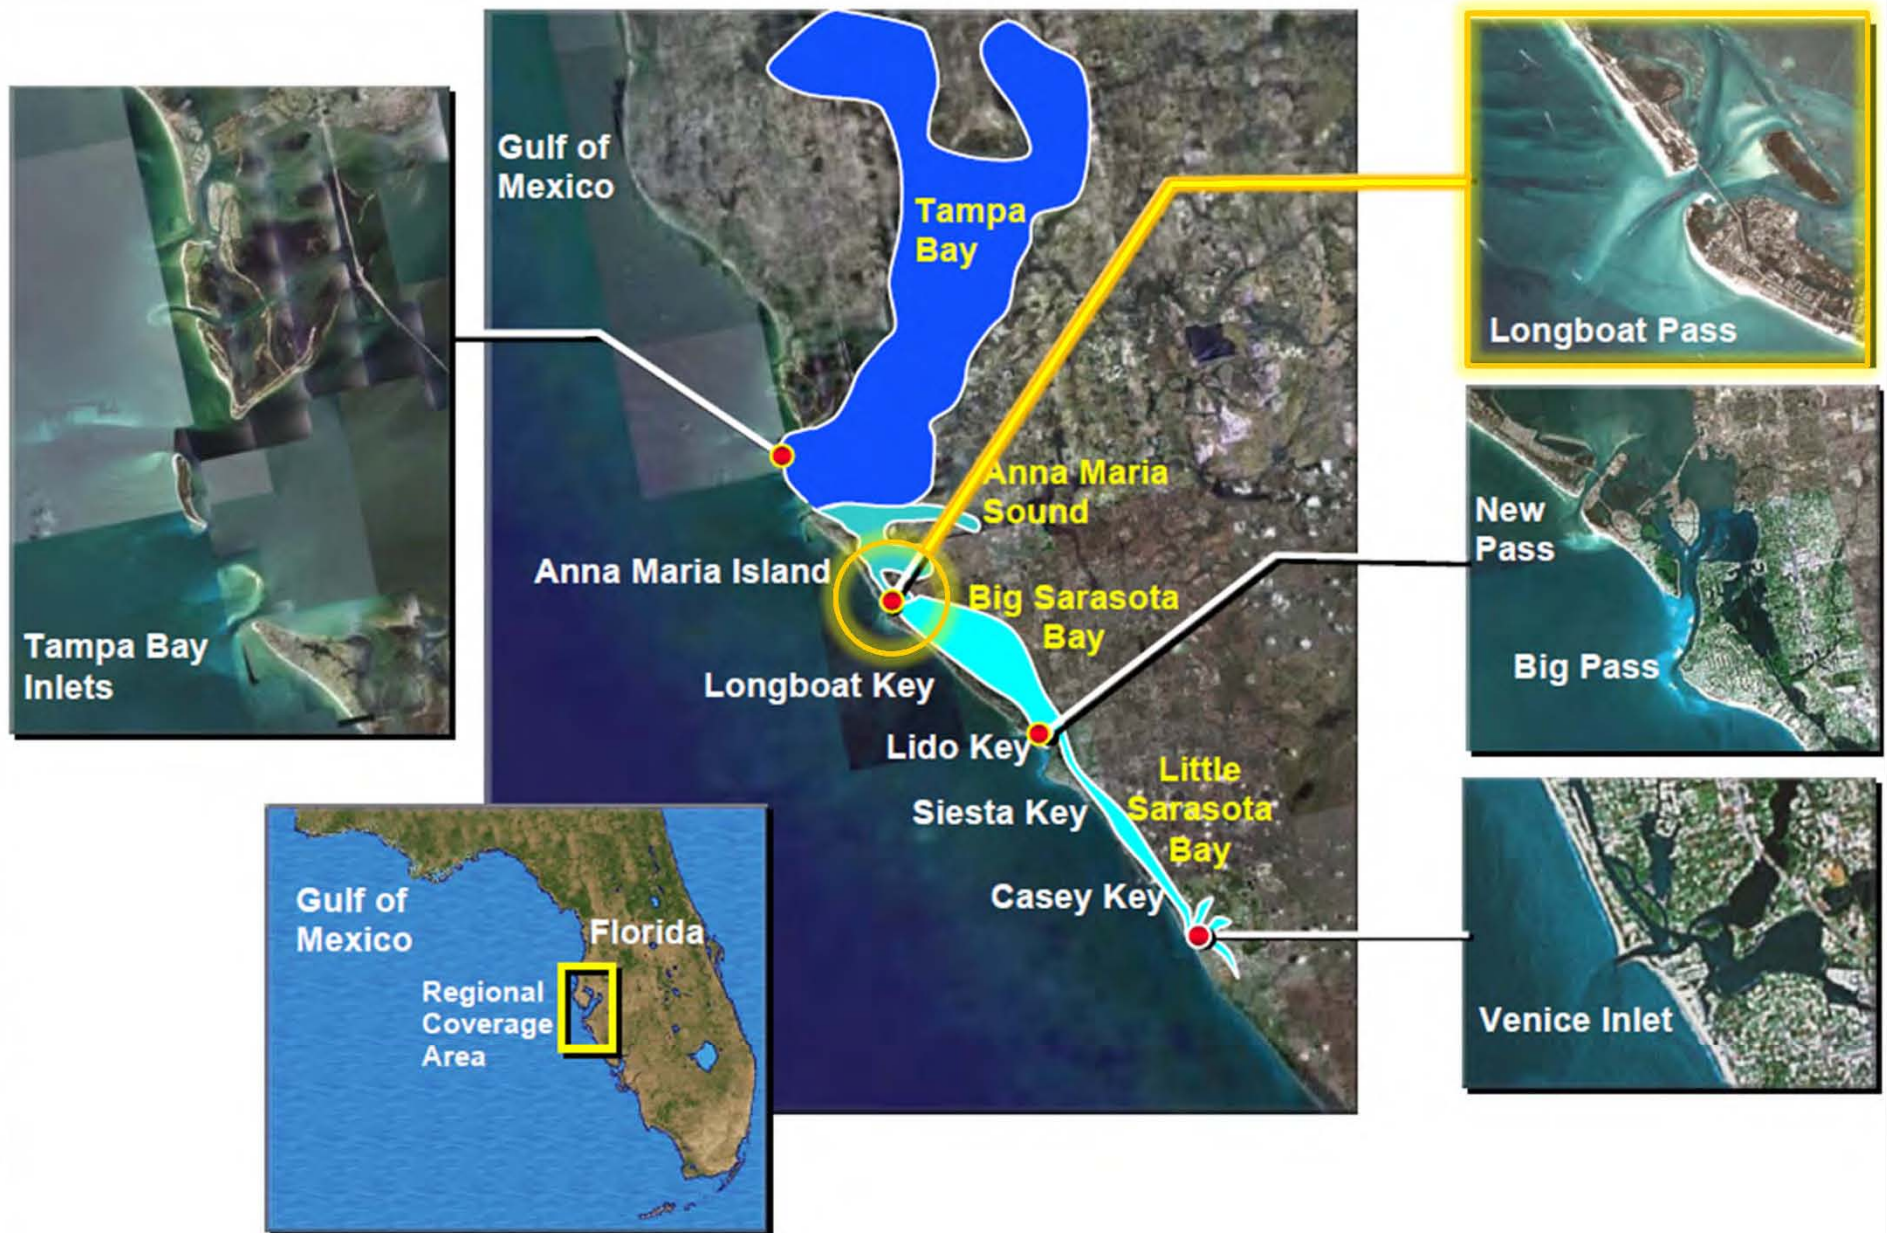 Gulf of
Mexico
Tampa
Bay
Longboat Pass
Anna Maria
Sound
New
Pass
Anna Maria Island
Big Sarasota
Bay
Tampa Bay
Inlets
Longboat Key
Big Pass
Lido Key
Little
Sarasota
Bay
Siesta Key
Casey Key
Gulf of
Mexico
Florida
Regional
Coverage
Area
Venice Inlet